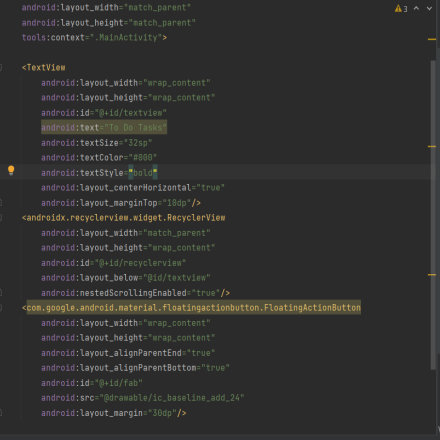 android:layout_width="match_parent"
android:layout_height="match_parent"
tools:context=".MainActivity">
<TextView
android:layout_width="wrap_content"
android:layout_height="wrap_content"
android:id="@+id/textview"
android:text="To Do Tasks"
android:textSize="32sp"
android:textColor="#000"
android:textStyle="bold"
android:layout_centerHorizontal="true"
android:layout_marginTop="10dp"/>
<androidx.recyclerview.widget.RecyclerView
android:layout_width="match_parent"
android:layout_height="wrap_content"
android:id="@+id/recyclerview"
android:layout_below="@id/textview"
android:nestedScrollingEnabled="true"/>
<com.google.android.material.floatingactionbutton.FloatingActionButton
android:layout_width="wrap_content"
android:layout_height="wrap_content"
android:layout_alignParentEnd="true"
android:layout_alignParentBottom="true"
android:id="@+id/fab"
android:src="@drawable/ic_baseline_add_24"
android:layout_margin="30dp"/>